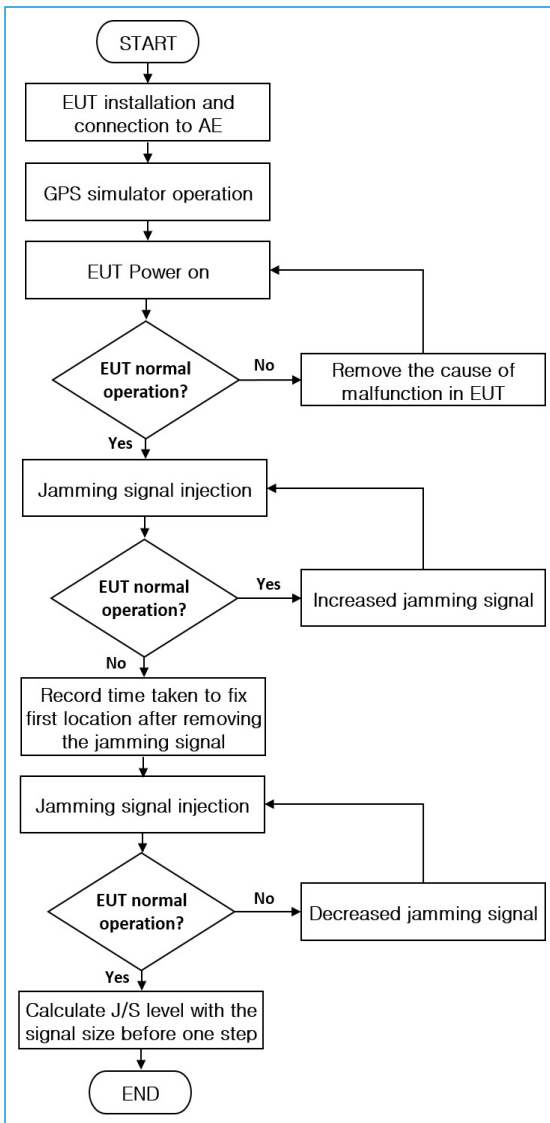 START
EUT installation and
connection to AE
GPS simulator operation
EUT Power on
EUT normal
operation?
No
Remove the cause of
malfunction in EUT
Yes
Jamming signal injection
EUT normal
operation?
Yes
Increased jamming signal
No
Record time taken to fix
first location after removing
the jamming signal
Jamming signal injection
EUT normal
operation?
No
Decreased jamming signal
Yes
Calculate J/S level with the
signal size before one step
END